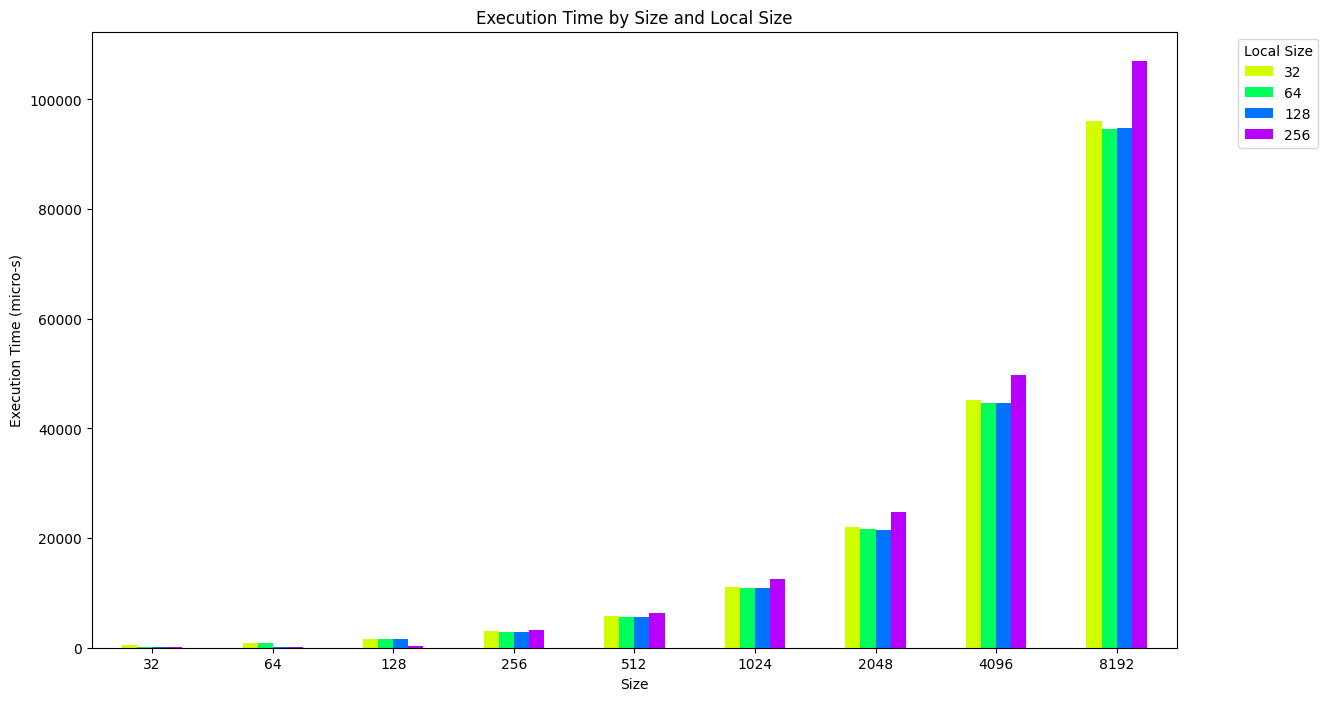 Execution Time by Size and Local Size
Local Size
32
64
128
256
100000
80000
60000
40000
20000
0
Execution Time (micro-s)
32 64 128 256 512 1024 2048 4096 8192
Size